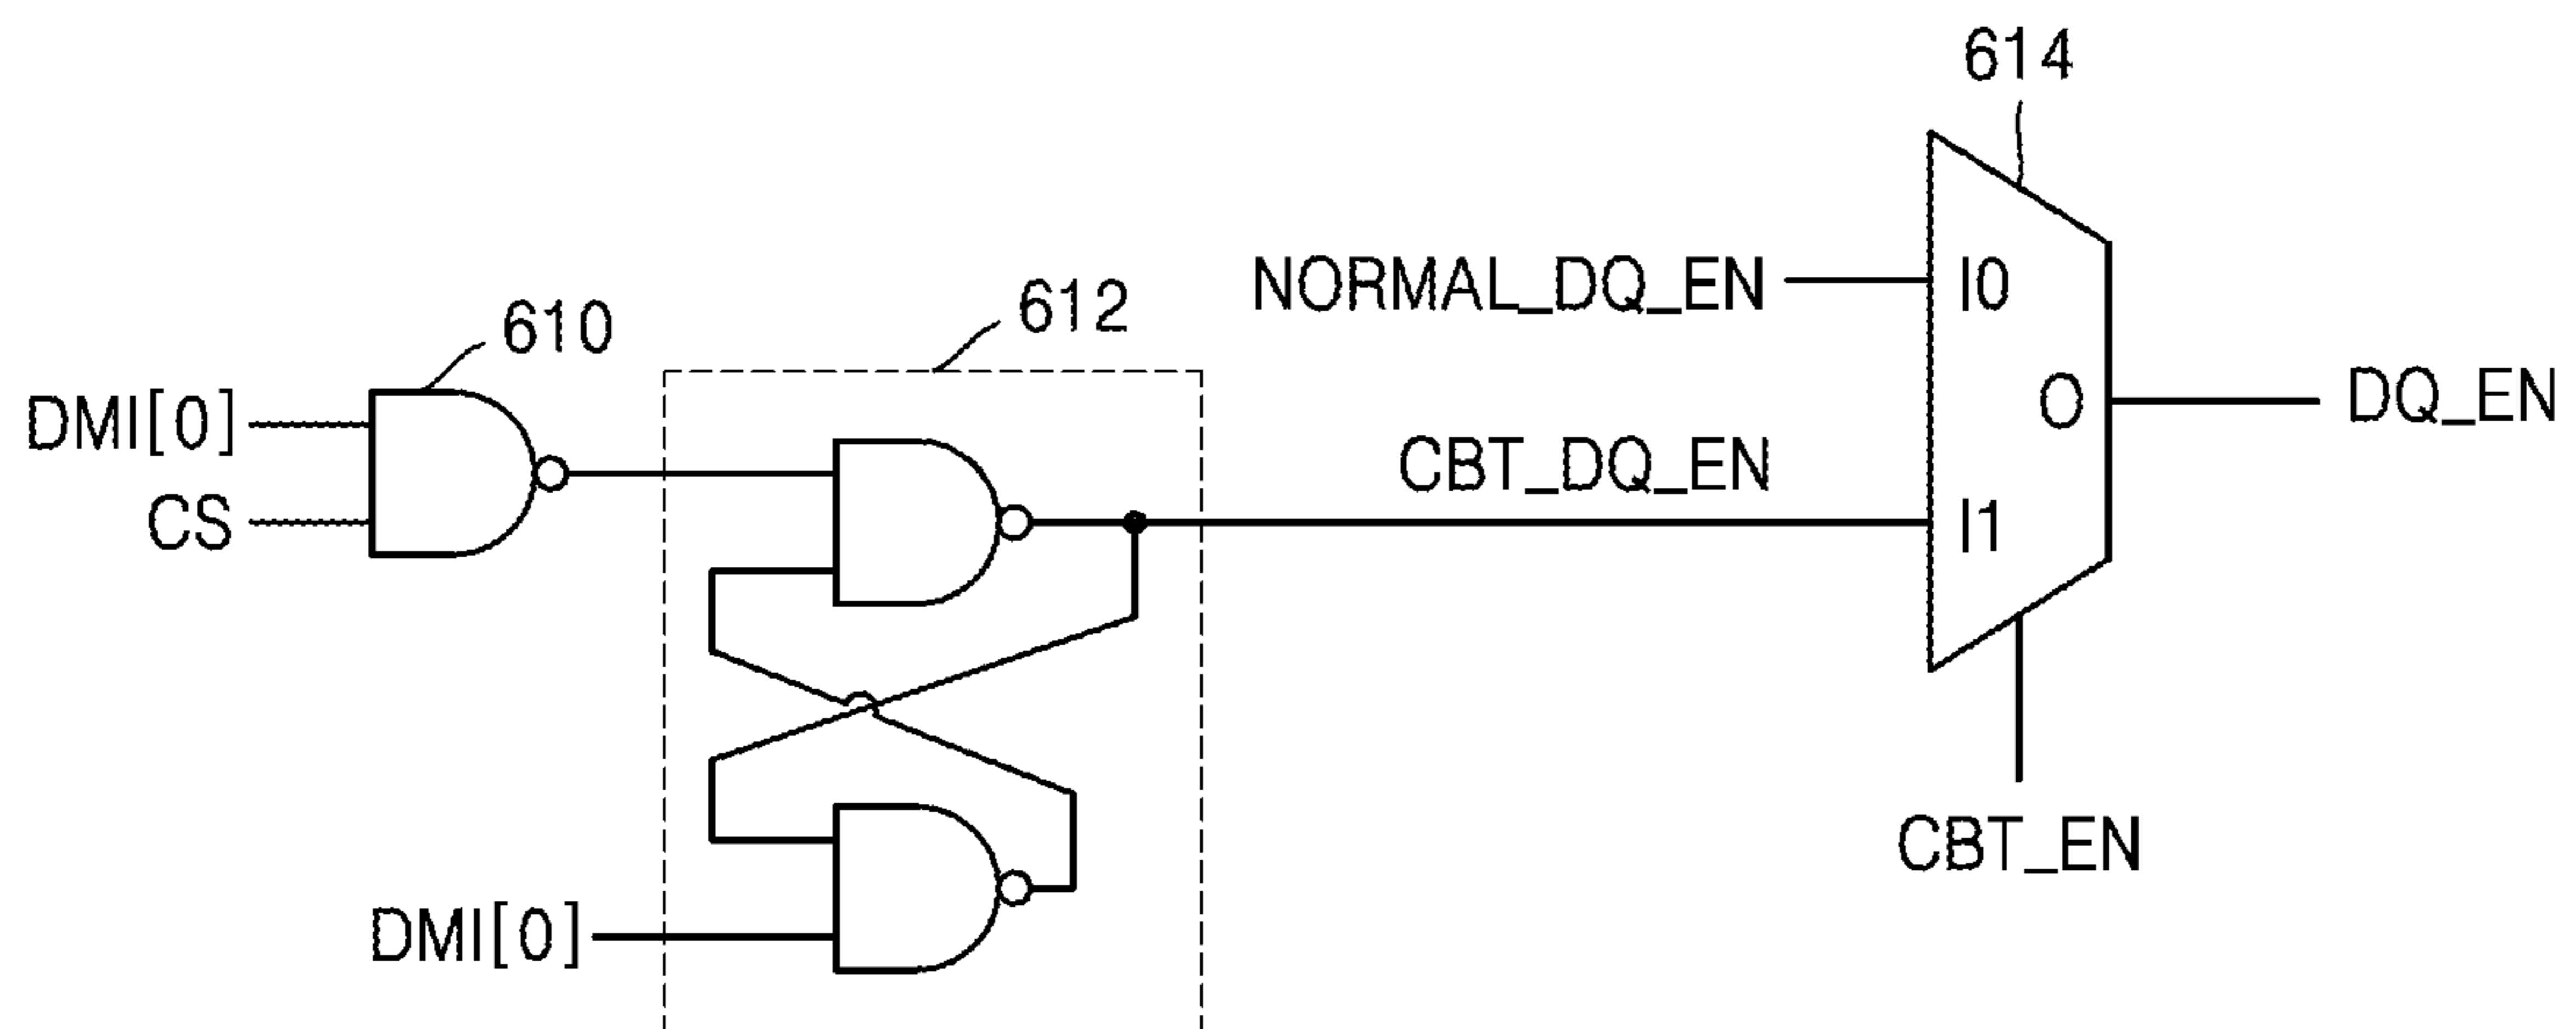 614
NORMAL_DQ_EN
I0
612
610
DMI[0]
O
DQ_EN
CBT_DQ_EN
CS
I1
CBT_EN
DMI[0]